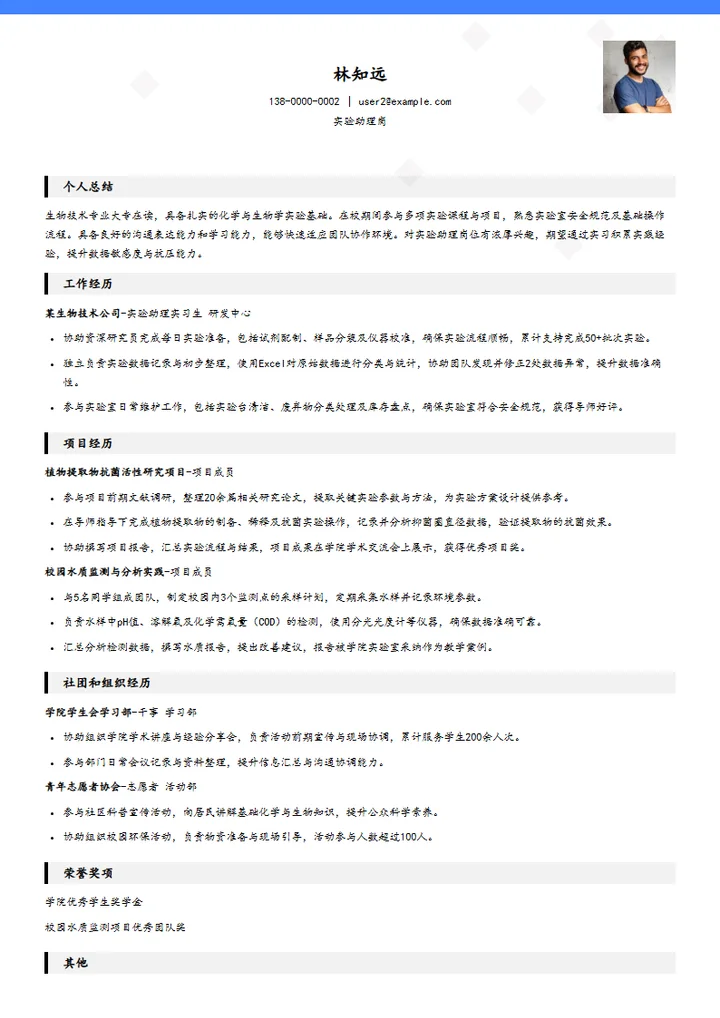 林知远
138-0000-0002 | user2@example.com
实验助理岗
个人总结
生物技术专业大专在读，具备扎实的化学与生物学实验基础。在校期间参与多项实验课程与项目，熟悉实验室安全规范及基础操作
流程。具备良好的沟通表达能力和学习能力，能够快速适应团队协作环境。对实验助理岗位有浓厚兴趣，期望通过实习积累实践经
验，提升数据敏感度与抗压能力。
工作经历
某生物技术公司-实验助理实习生 研发中心
• 协助资深研究员完成每日实验准备，包括试剂配制、样品分装及仪器校准，确保实验流程顺畅，累计支持完成50+批次实验。
• 独立负责实验数据记录与初步整理，使用Excel对原始数据进行分类与统计，协助团队发现并修正2处数据异常，提升数据准确
性。
• 参与实验室日常维护工作，包括实验台清洁、废弃物分类处理及库存盘点，确保实验室符合安全规范，获得导师好评。
项目经历
植物提取物抗菌活性研究项目-项目成员
• 参与项目前期文献调研，整理20余篇相关研究论文，提取关键实验参数与方法，为实验方案设计提供参考。
• 在导师指导下完成植物提取物的制备、稀释及抗菌实验操作，记录并分析抑菌圈直径数据，验证提取物的抗菌效果。
• 协助撰写项目报告，汇总实验流程与结果，项目成果在学院学术交流会上展示，获得优秀项目奖。
校园水质监测与分析实践-项目成员
• 与5名同学组成团队，制定校园内3个监测点的采样计划，定期采集水样并记录环境参数。
• 负责水样中pH值、溶解氧及化学需氧量（COD）的检测，使用分光光度计等仪器，确保数据准确可靠。
• 汇总分析检测数据，撰写水质报告，提出改善建议，报告被学院实验室采纳作为教学案例。
社团和组织经历
学院学生会学习部-干事 学习部
• 协助组织学院学术讲座与经验分享会，负责活动前期宣传与现场协调，累计服务学生200余人次。
• 参与部门日常会议记录与资料整理，提升信息汇总与沟通协调能力。
青年志愿者协会-志愿者 活动部
• 参与社区科普宣传活动，向居民讲解基础化学与生物知识，提升公众科学素养。
• 协助组织校园环保活动，负责物资准备与现场引导，活动参与人数超过100人。
荣誉奖项
学院优秀学生奖学金
校园水质监测项目优秀团队奖
其他